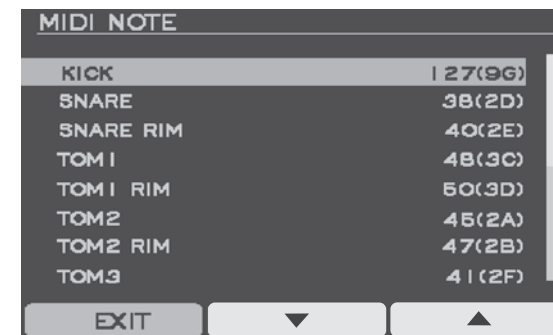 MIDI NOTE
KICK 127(9G)
SNARE 38(2D)
SNARE RIM 40(2E)
TOM1 48(3C)
TOM1 RIM 50(3D)
TOM2 45(2A)
TOM2 RIM 47(2B)
TOM3 41(2F)
EXIT ▼ ▲